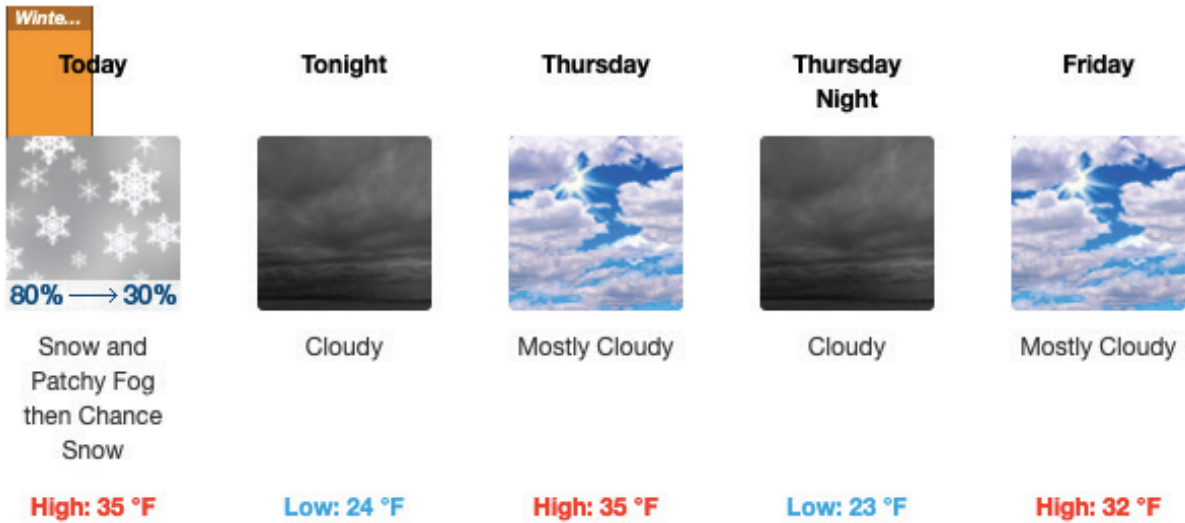 Winte...
Today
Tonight
Thursday
Thursday
Night
Friday
80% → 30%
Snow and
Patchy Fog
then Chance
Snow
Cloudy
Mostly Cloudy
Cloudy
Mostly Cloudy
High: 35 °F
Low: 24 °F
High: 35 °F
Low: 23 °F
High: 32 °F